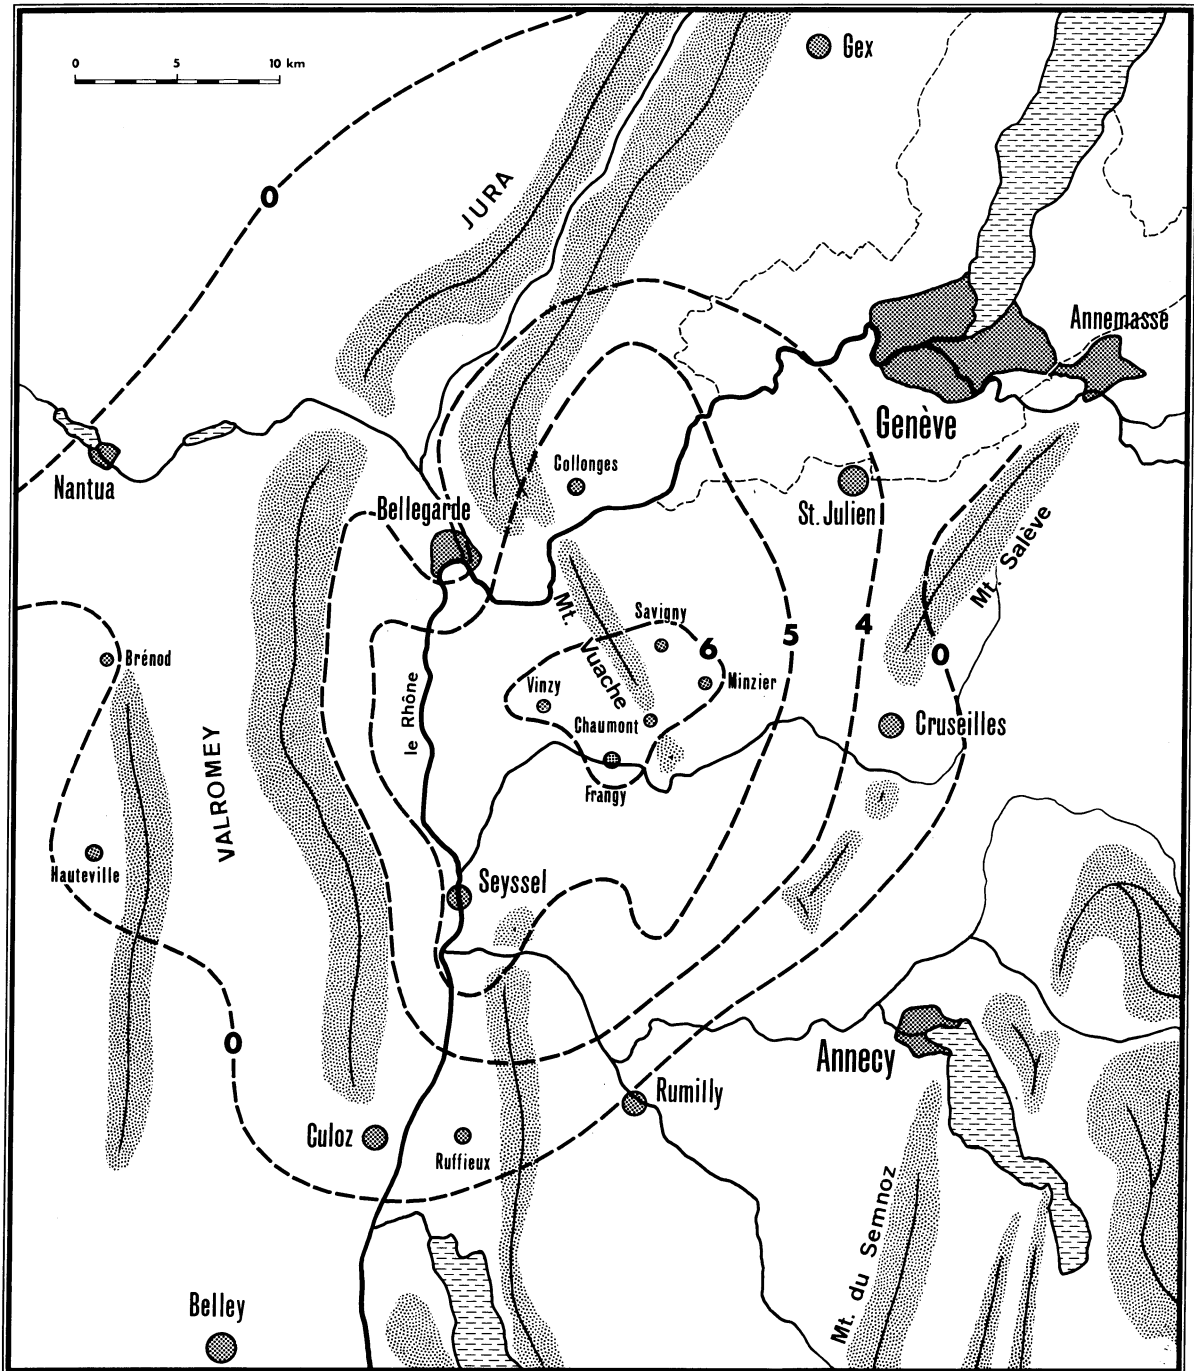 Gex
0 5 10 km
0
JURA
Annemasse
Genève
Collonges
Nantua
Bellegarde
St. Julien
Mt. Salève
Mt. Vuache
Savigny
6
5
4
0
Brénod
Vinzy
Minzier
le Rhône
Chaumont
Cruseilles
VALROMEY
Frangy
Hauteville
Seyssel
0
Annecy
Rumilly
Culoz
Ruffieux
Mt. du Semnoz
Belley